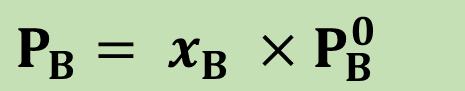 P_B = x_B × P_B^0